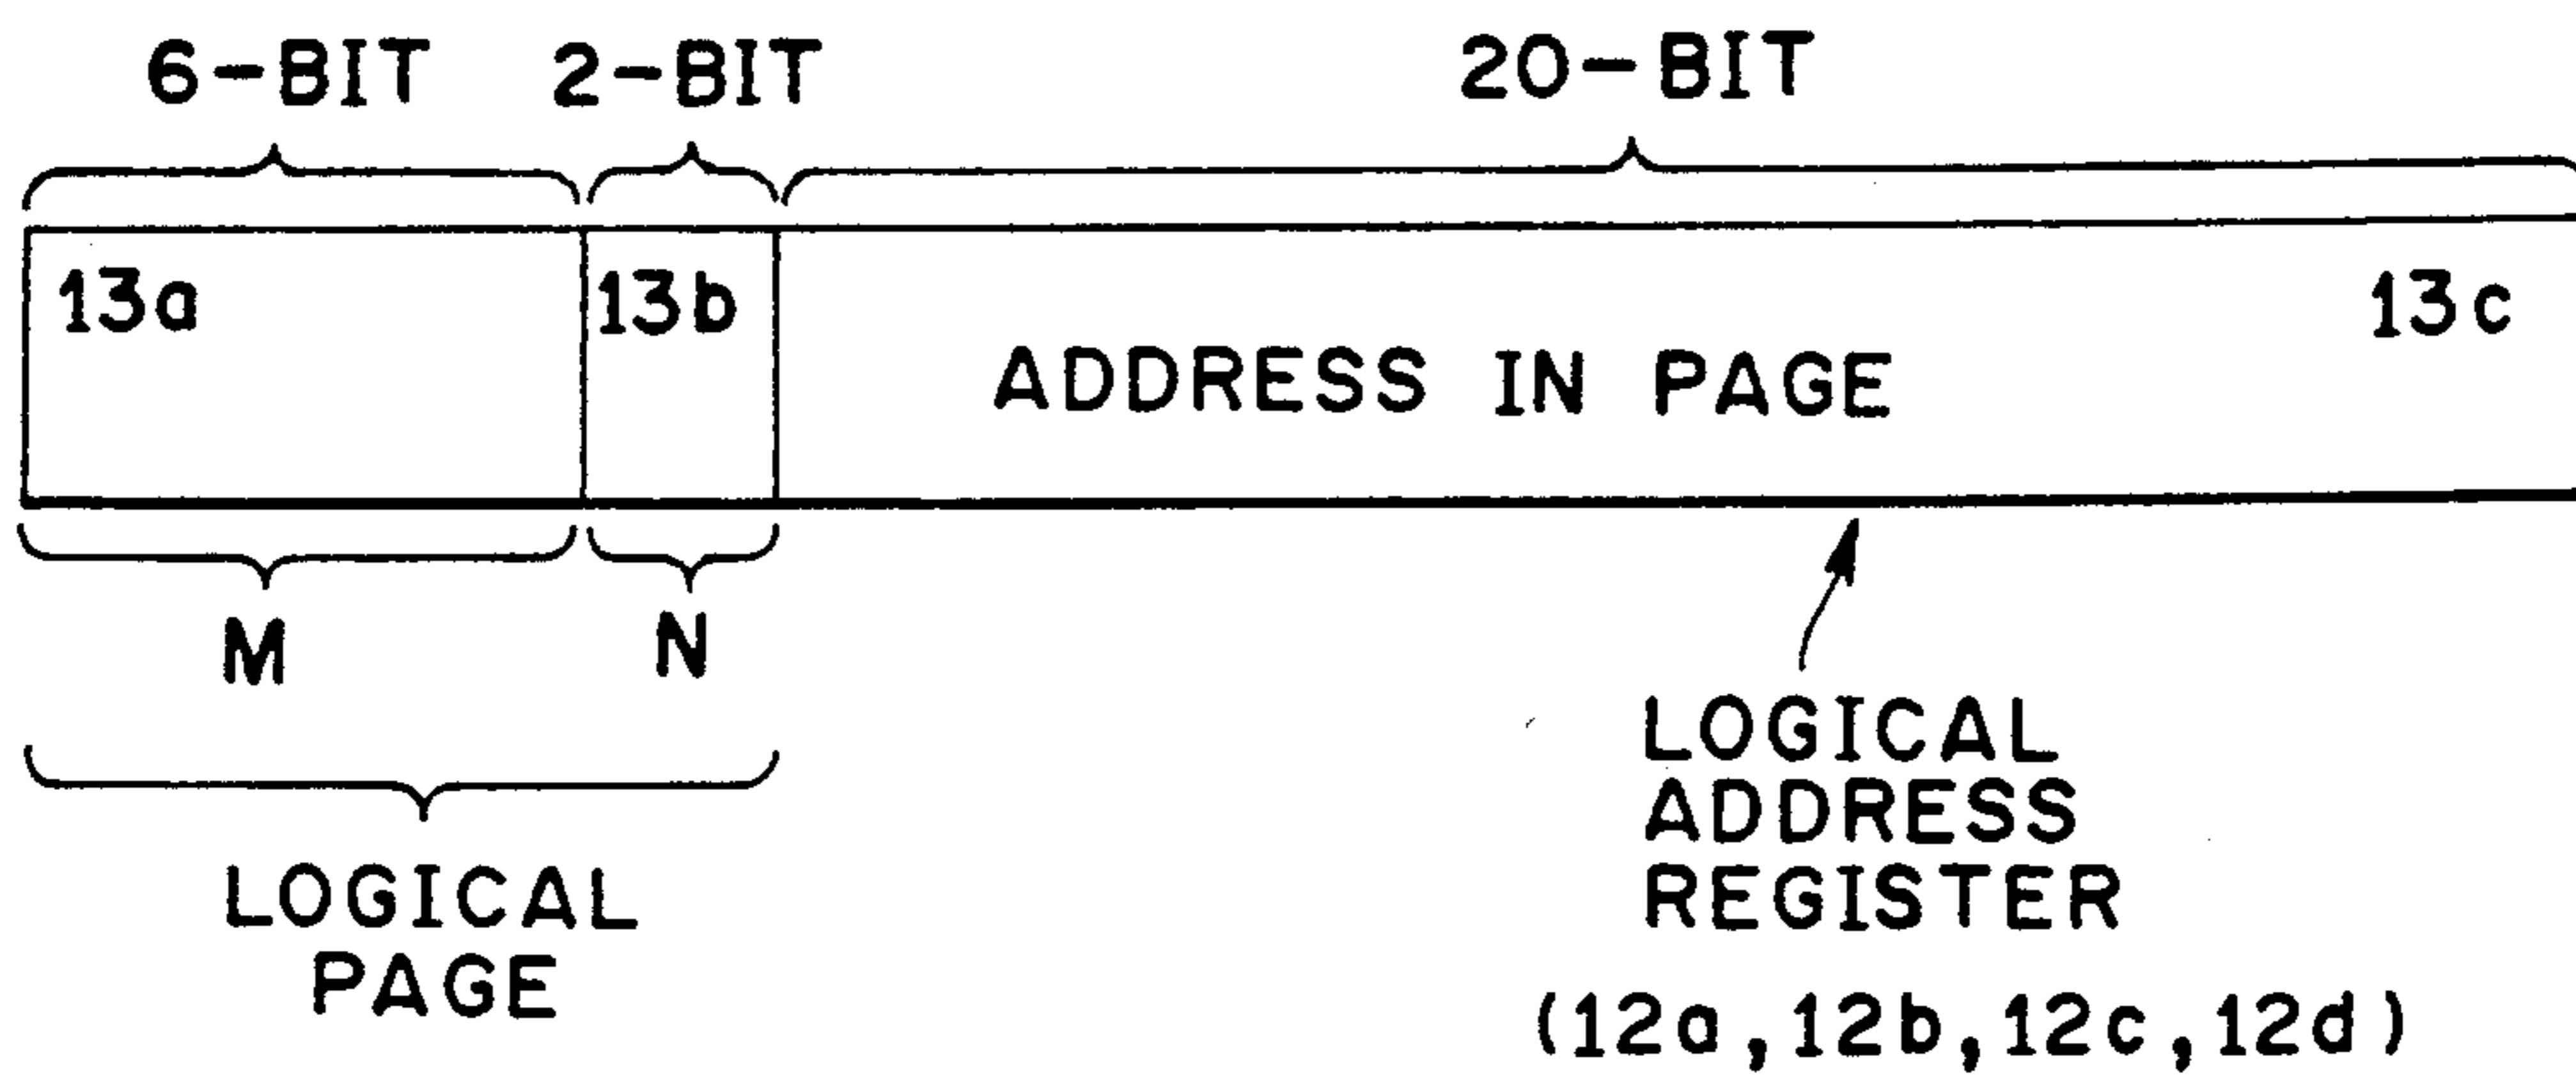 6-BIT 2-BIT 20-BIT
13a 13b 13c
ADDRESS IN PAGE
M N
LOGICAL
PAGE
LOGICAL
ADDRESS
REGISTER
(12a,12b,12c,12d)